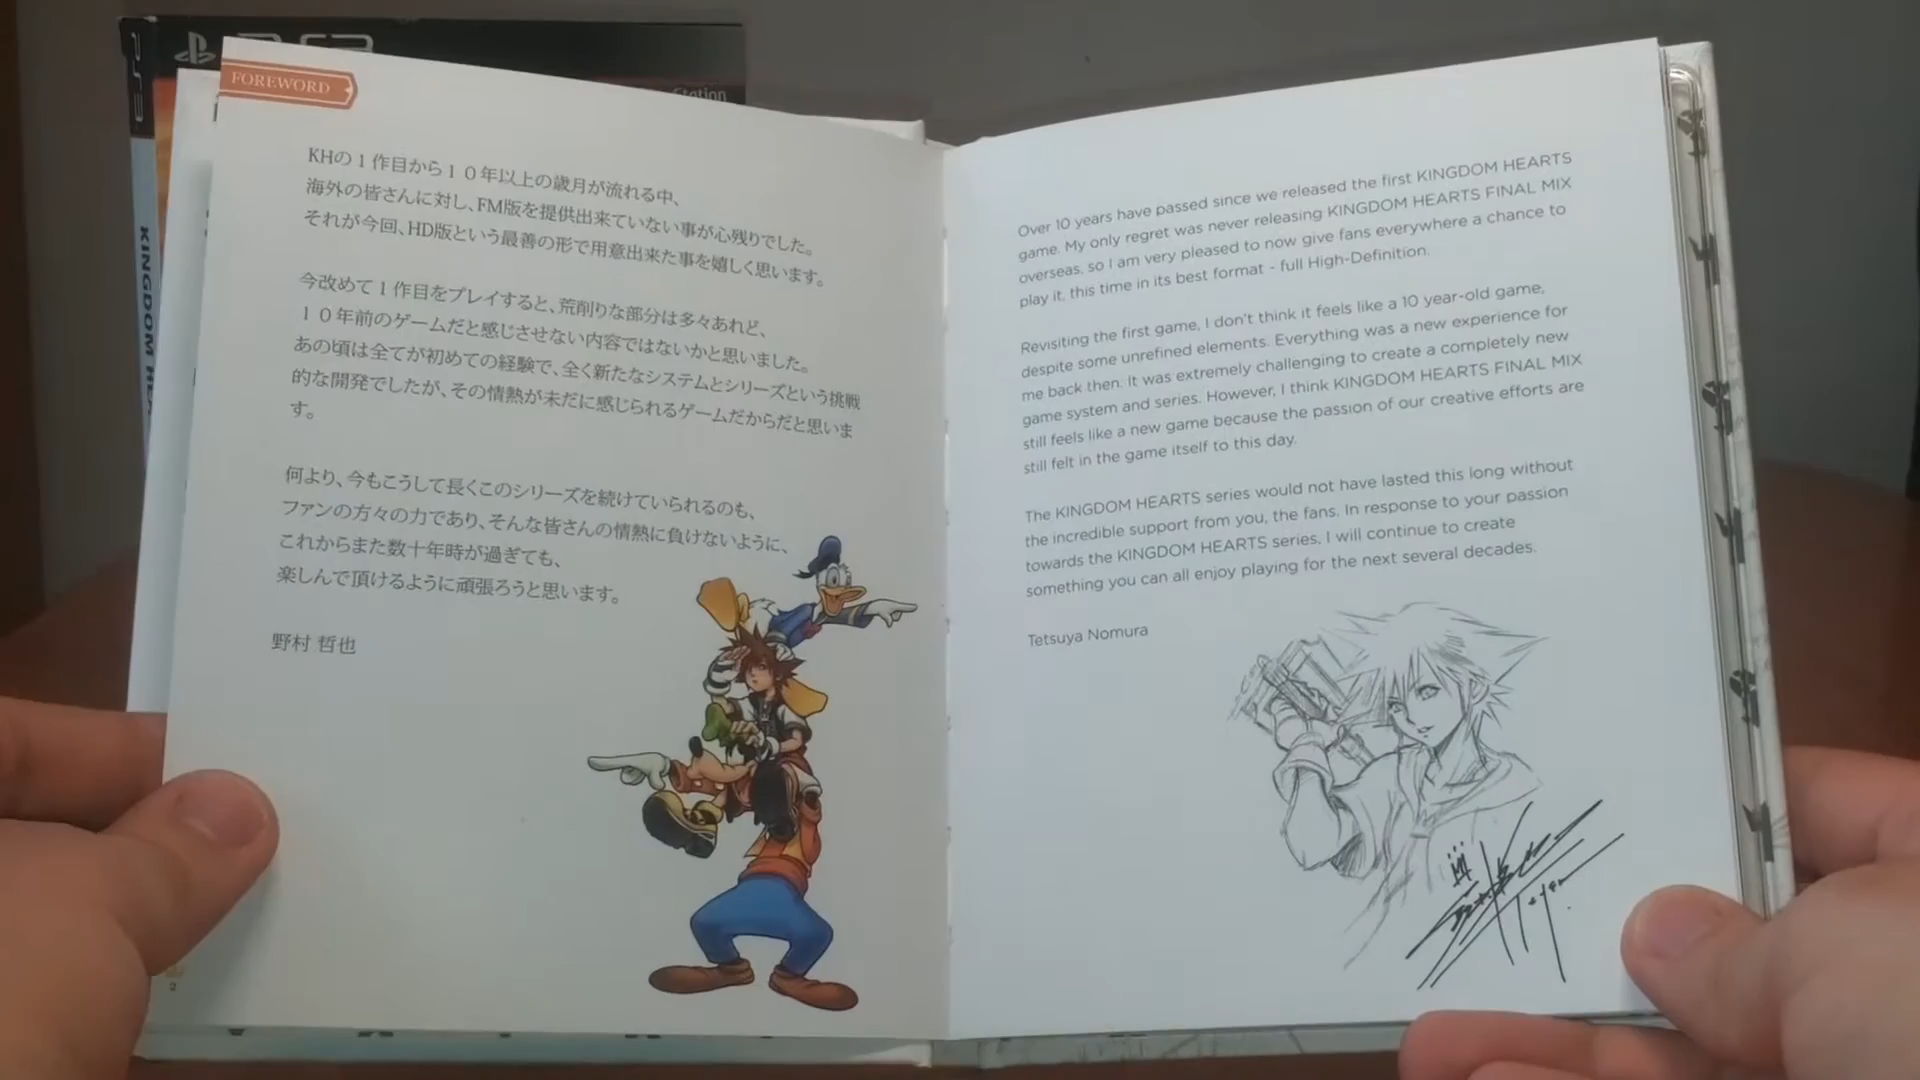 PS3
PS3
Station
KINGDOM HEA
FOREWORD
KHの1作目から10年以上の歳月が流れる中、
海外の皆さんに対し、FM版を提供出来ていない事が心残りでした。
それが今回、HD版という最善の形で用意出来た事を嬉しく思います。
今改めて1作目をプレイすると、荒削りな部分は多々あれど、
10年前のゲームだと感じさせない内容ではないかと思いました。
あの頃は全てが初めての経験で、全く新たなシステムとシリーズという挑戦
的な開発でしたが、その情熱が未だに感じられるゲームだからだと思いま
す。
何より、今もこうして長くこのシリーズを続けていられるのも、
ファンの方々の力であり、そんな皆さんの情熱に負けないように、
これからまた数十年時が過ぎても、
楽しんで頂けるように頑張ろうと思います。
野村 哲也
2
Over 10 years have passed since we released the first KINGDOM HEARTS
game. My only regret was never releasing KINGDOM HEARTS FINAL MIX
overseas, so I am very pleased to now give fans everywhere a chance to
play it, this time in its best format - full High-Definition.
Revisiting the first game, I don't think it feels like a 10 year-old game,
despite some unrefined elements. Everything was a new experience for
me back then. It was extremely challenging to create a completely new
game system and series. However, I think KINGDOM HEARTS FINAL MIX
still feels like a new game because the passion of our creative efforts are
still felt in the game itself to this day.
The KINGDOM HEARTS series would not have lasted this long without
the incredible support from you, the fans. In response to your passion
towards the KINGDOM HEARTS series, I will continue to create
something you can all enjoy playing for the next several decades.
Tetsuya Nomura